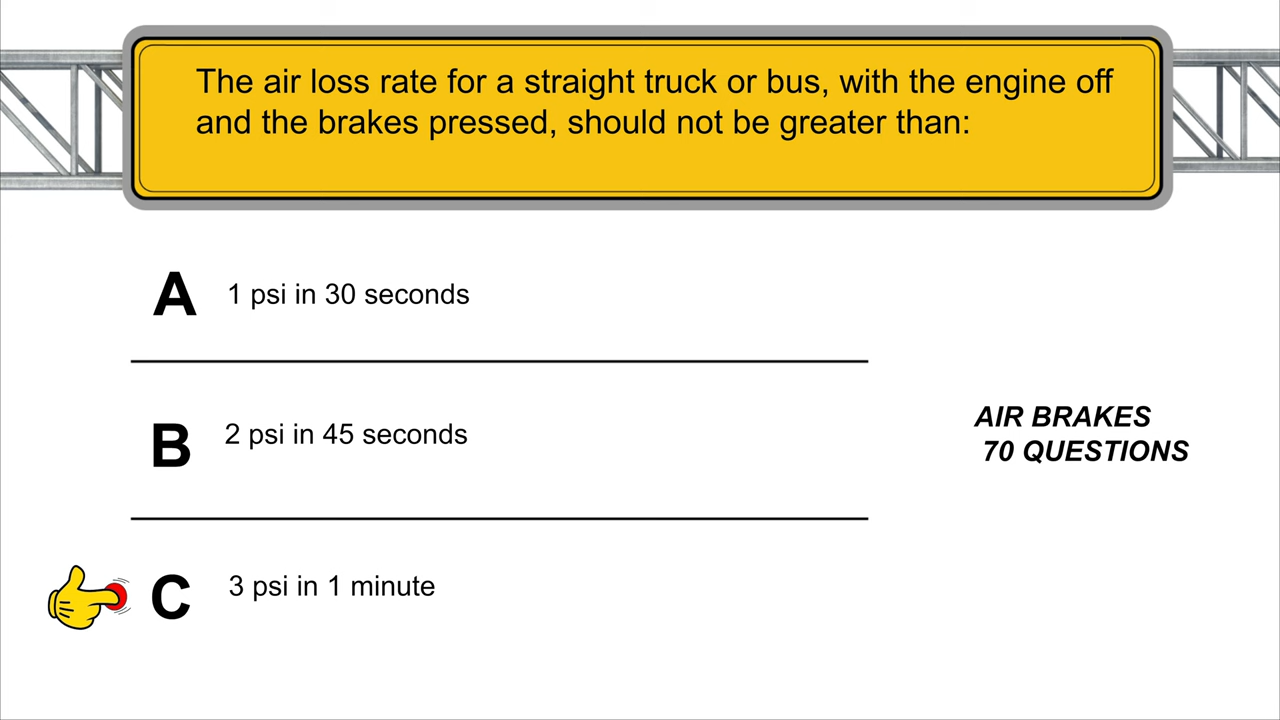 The air loss rate for a straight truck or bus, with the engine off
and the brakes pressed, should not be greater than:
A 1 psi in 30 seconds
B 2 psi in 45 seconds
AIR BRAKES
70 QUESTIONS
C 3 psi in 1 minute